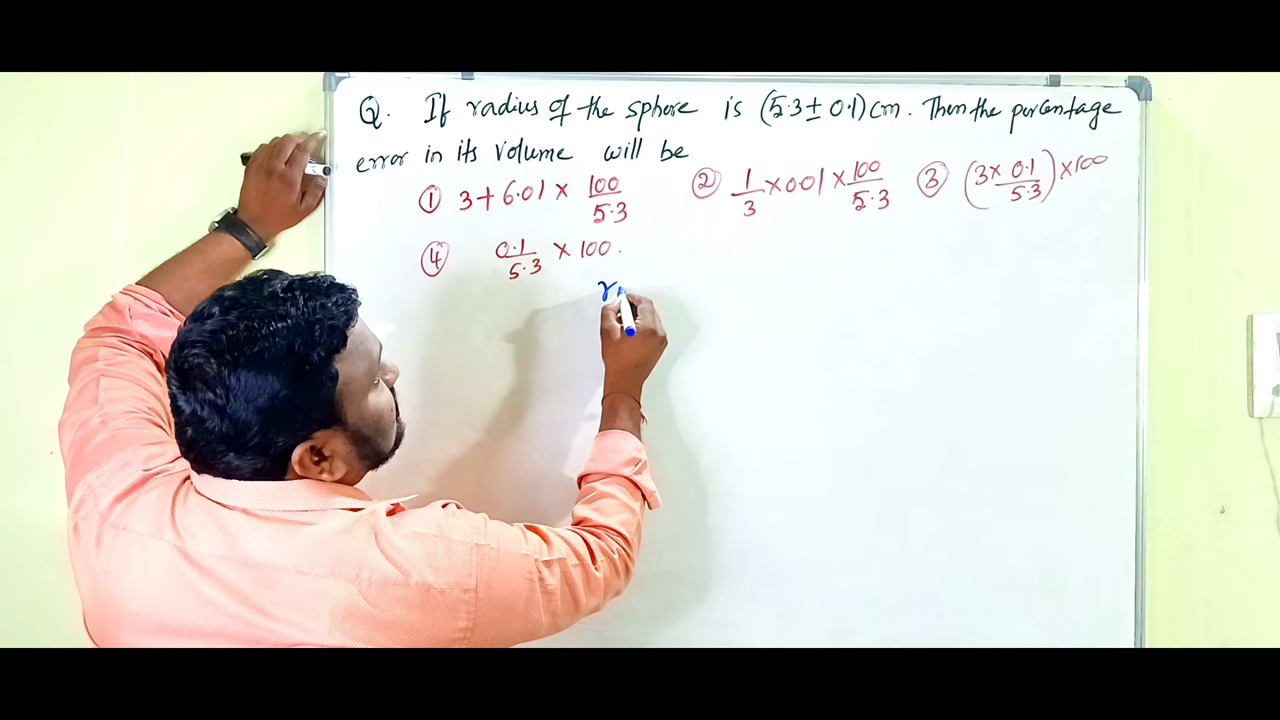 Q. If radius of the sphere is (5.3 ± 0.1) cm. Then the percentage
error in its volume will be
① 3 + 6.01 × 100/5.3 ② 1/3 × 0.01 × 100/5.3 ③ (3 × 0.1/5.3) × 100
④ 0.1/5.3 × 100.
r